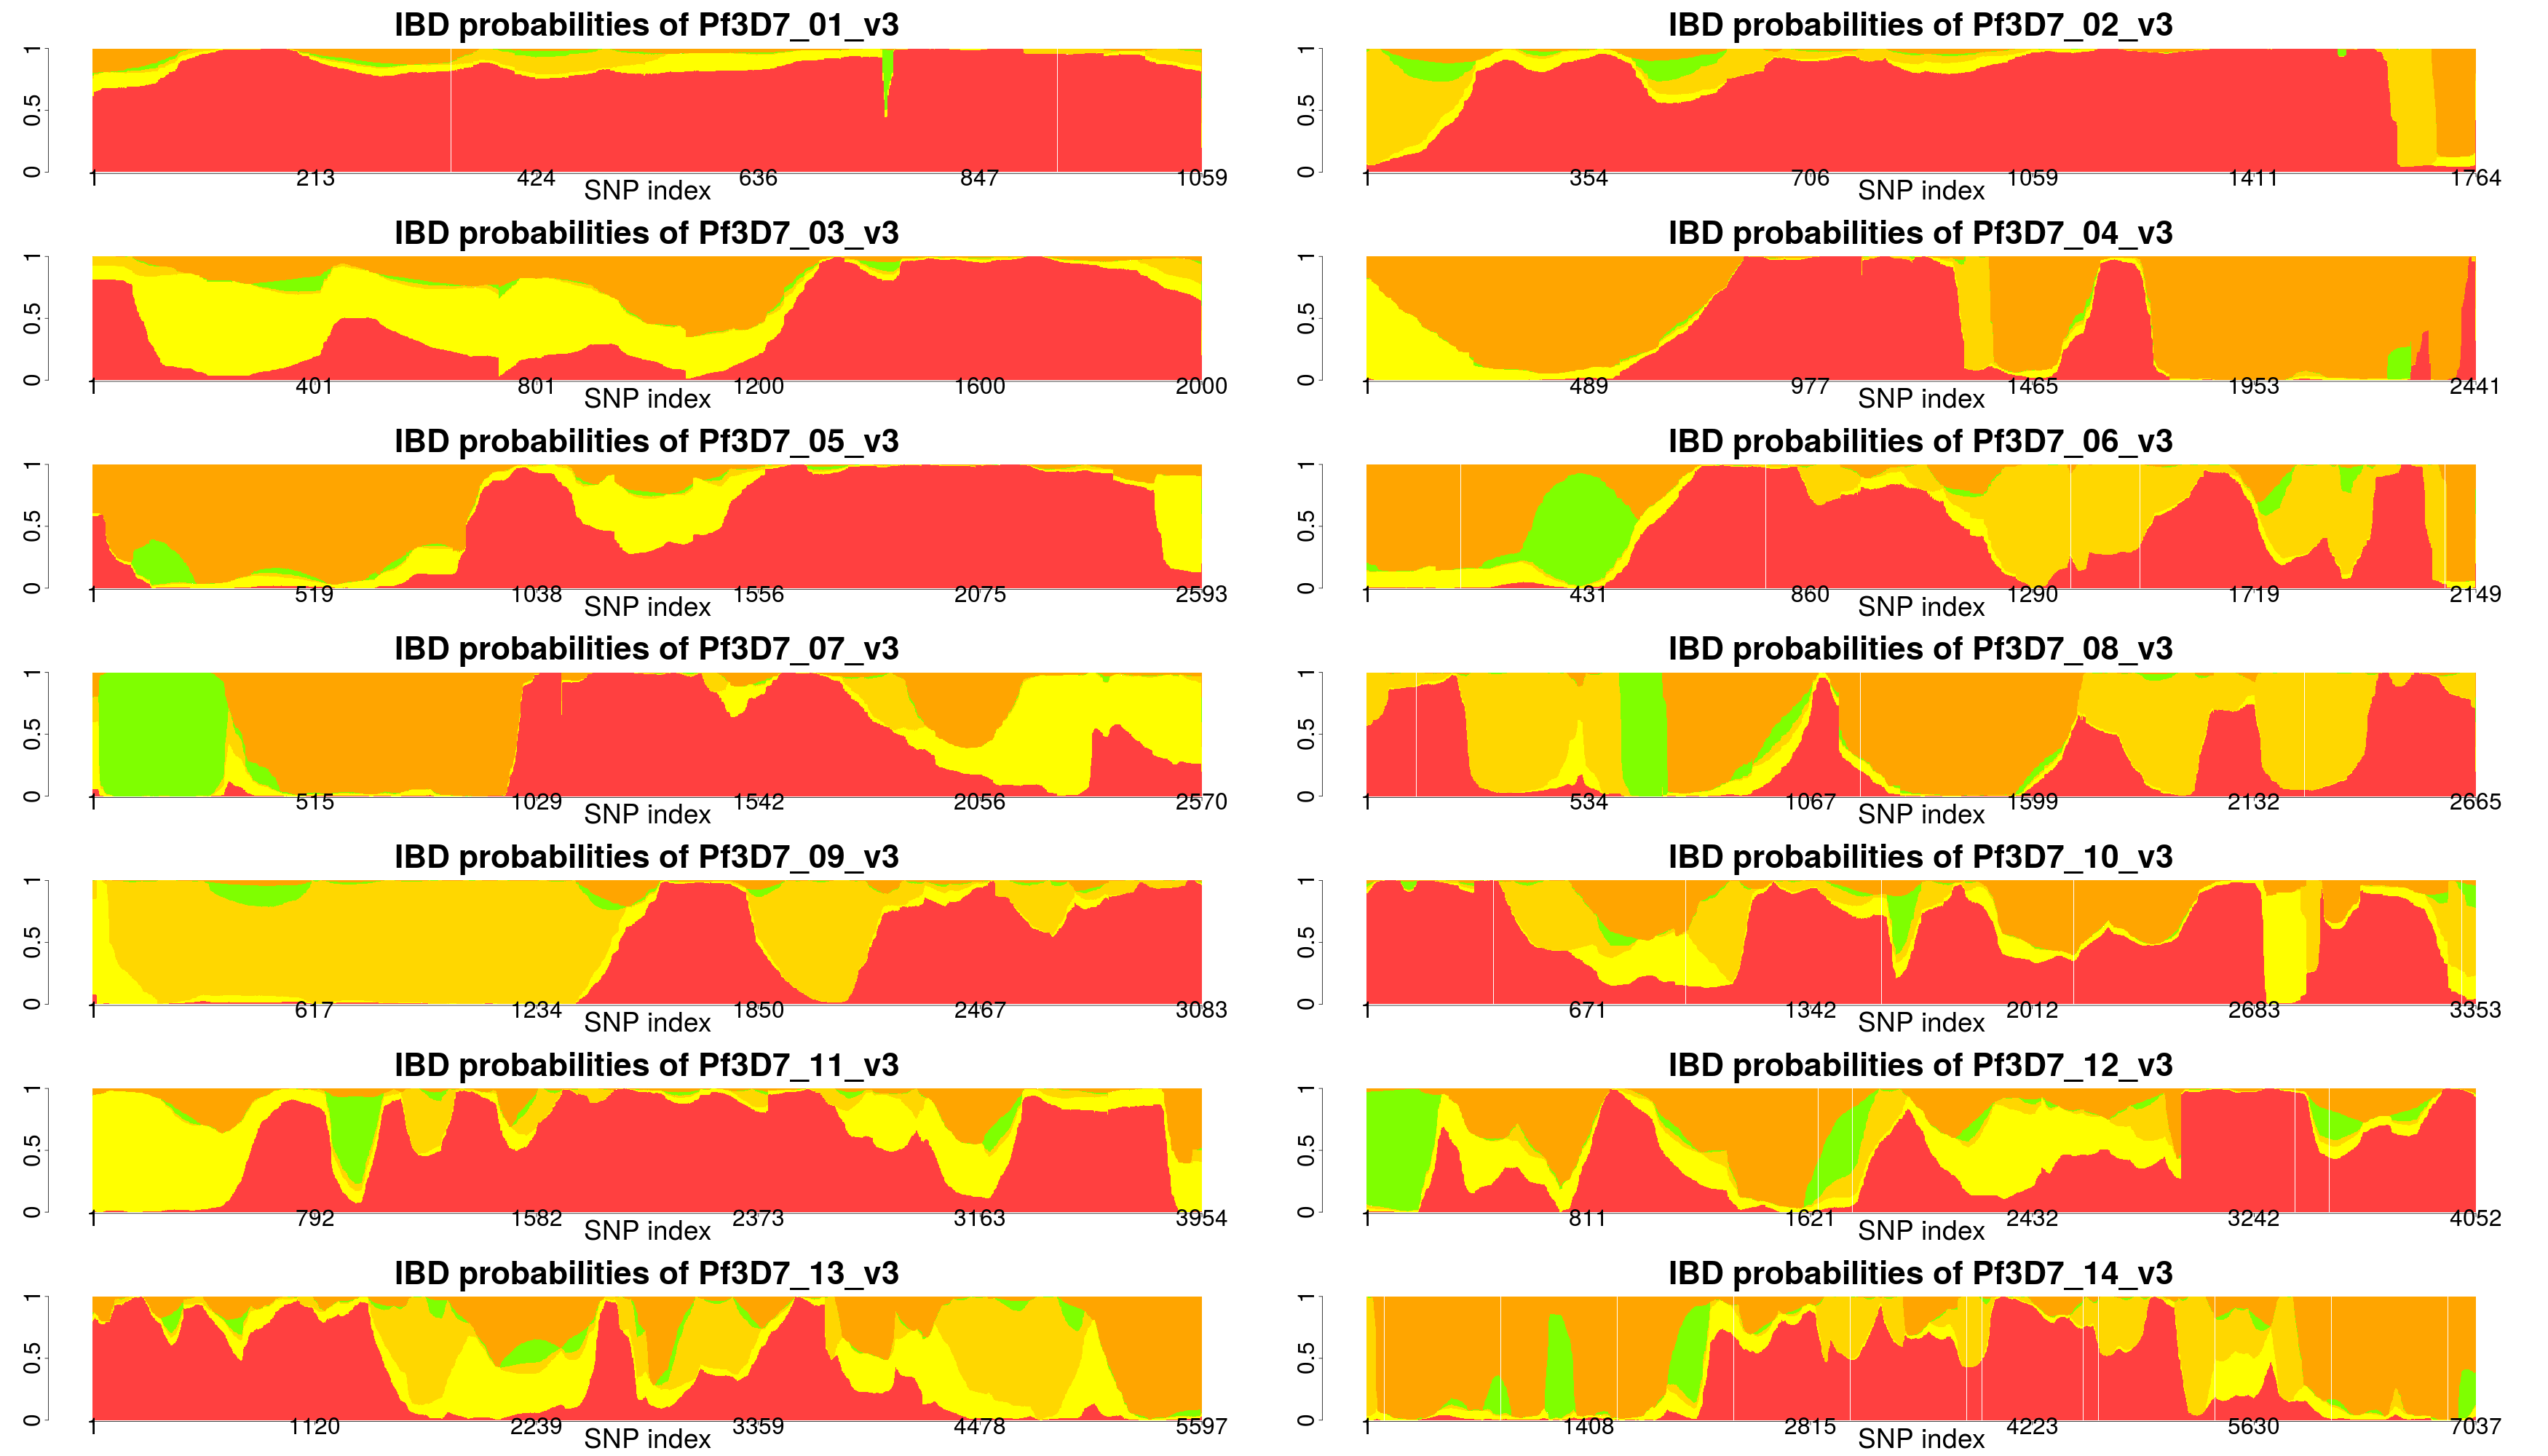 IBD probabilities of Pf3D7_01_v3
0 0.5 1
1 213 424 636 847 1059
SNP index
IBD probabilities of Pf3D7_02_v3
0 0.5 1
1 354 706 1059 1411 1764
SNP index
IBD probabilities of Pf3D7_03_v3
0 0.5 1
1 401 801 1200 1600 2000
SNP index
IBD probabilities of Pf3D7_04_v3
0 0.5 1
1 489 977 1465 1953 2441
SNP index
IBD probabilities of Pf3D7_05_v3
0 0.5 1
1 519 1038 1556 2075 2593
SNP index
IBD probabilities of Pf3D7_06_v3
0 0.5 1
1 431 860 1290 1719 2149
SNP index
IBD probabilities of Pf3D7_07_v3
0 0.5 1
1 515 1029 1542 2056 2570
SNP index
IBD probabilities of Pf3D7_08_v3
0 0.5 1
1 534 1067 1599 2132 2665
SNP index
IBD probabilities of Pf3D7_09_v3
0 0.5 1
1 617 1234 1850 2467 3083
SNP index
IBD probabilities of Pf3D7_10_v3
0 0.5 1
1 671 1342 2012 2683 3353
SNP index
IBD probabilities of Pf3D7_11_v3
0 0.5 1
1 792 1582 2373 3163 3954
SNP index
IBD probabilities of Pf3D7_12_v3
0 0.5 1
1 811 1621 2432 3242 4052
SNP index
IBD probabilities of Pf3D7_13_v3
0 0.5 1
1 1120 2239 3359 4478 5597
SNP index
IBD probabilities of Pf3D7_14_v3
0 0.5 1
1 1408 2815 4223 5630 7037
SNP index